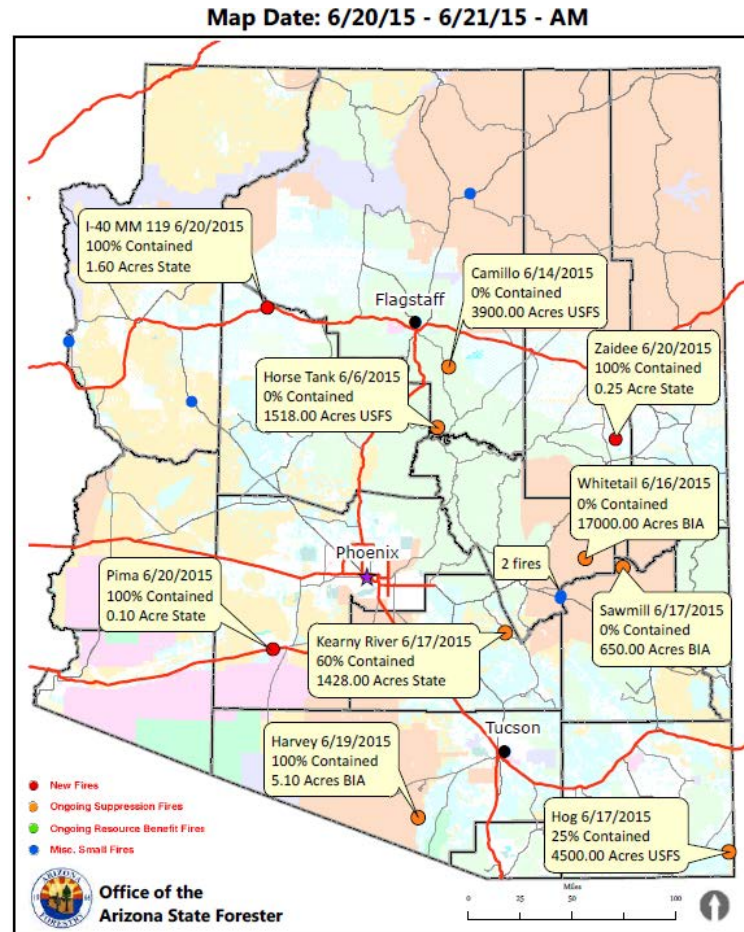 Map Date: 6/20/15 - 6/21/15 - AM
I-40 MM 119 6/20/2015
100% Contained
1.60 Acres State
Flagstaff
Camillo 6/14/2015
0% Contained
3900.00 Acres USFS
Horse Tank 6/6/2015
0% Contained
1518.00 Acres USFS
Zaidee 6/20/2015
100% Contained
0.25 Acre State
Whitetail 6/16/2015
0% Contained
17000.00 Acres BIA
Phoenix
2 fires
Pima 6/20/2015
100% Contained
0.10 Acre State
Sawmill 6/17/2015
0% Contained
650.00 Acres BIA
Kearny River 6/17/2015
60% Contained
1428.00 Acres State
Tucson
Harvey 6/19/2015
100% Contained
5.10 Acres BIA
Hog 6/17/2015
25% Contained
4500.00 Acres USFS
New Fires
Ongoing Suppression Fires
Ongoing Resource Benefit Fires
Misc. Small Fires
ARIZONA
FORESTRY
Office of the
Arizona State Forester
Miles
0 25 50 100